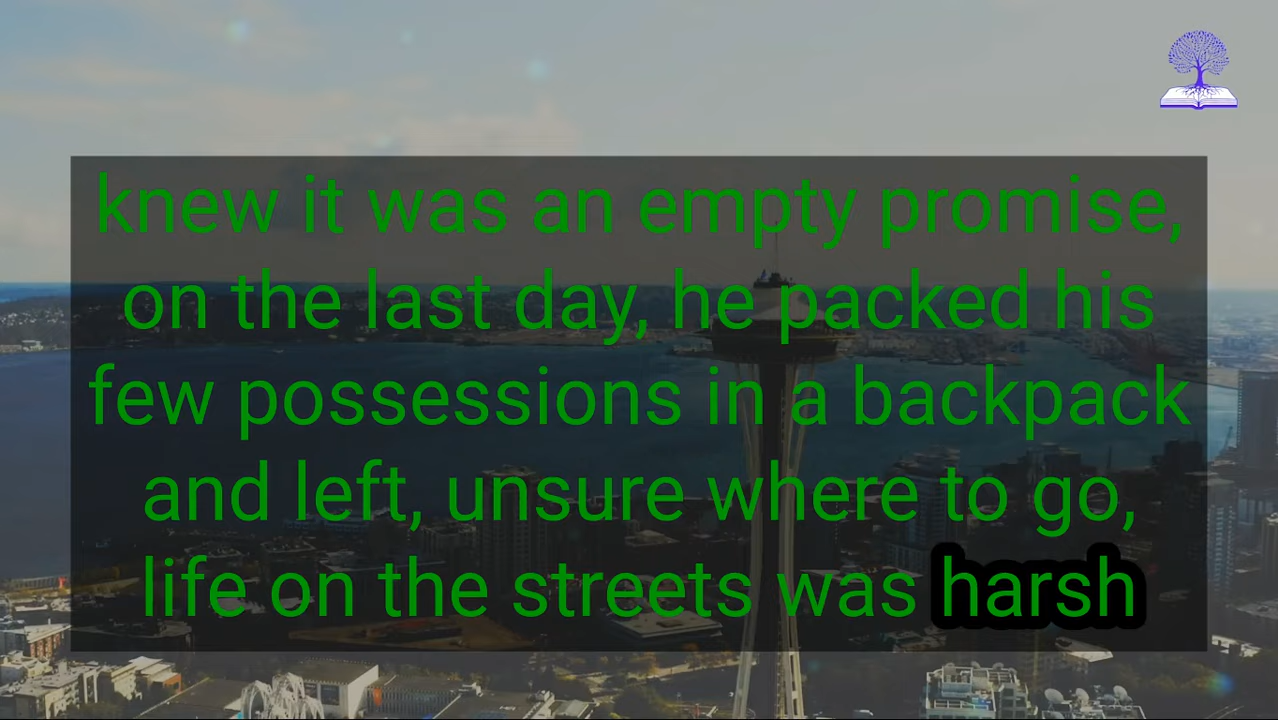 knew it was an empty promise,
on the last day, he packed his
few possessions in a backpack
and left, unsure where to go,
life on the streets was harsh